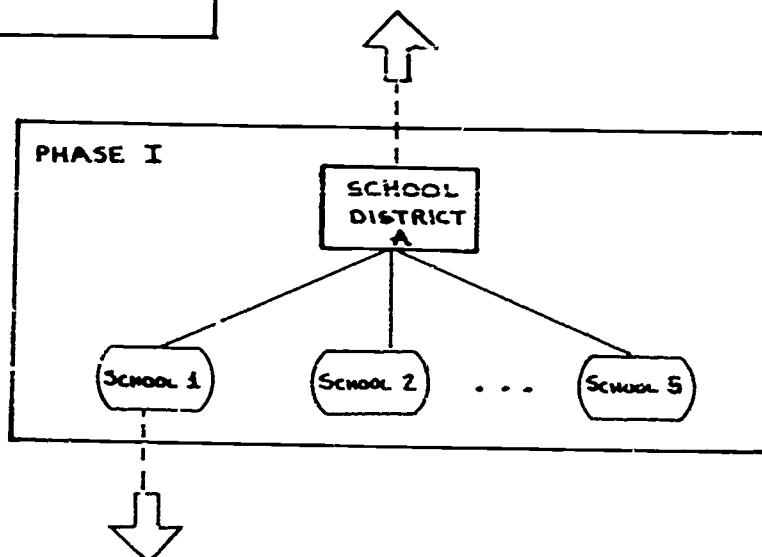 PHASE I
SCHOOL
DISTRICT
A
SCHOOL 1
SCHOOL 2
...
SCHOOL 5